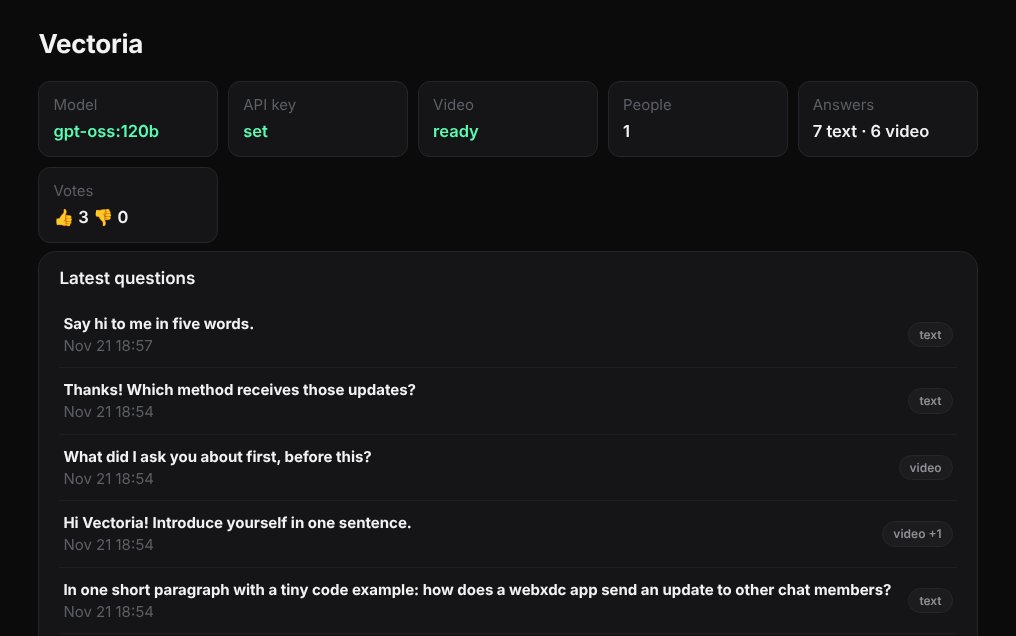 Vectoria
Model
gpt-oss:120b
API key
set
Video
ready
People
1
Answers
7 text · 6 video
Votes
👍 3 👎 0
Latest questions
Say hi to me in five words.
Nov 21 18:57
text
Thanks! Which method receives those updates?
Nov 21 18:54
text
What did I ask you about first, before this?
Nov 21 18:54
video
Hi Vectoria! Introduce yourself in one sentence.
Nov 21 18:54
video +1
In one short paragraph with a tiny code example: how does a webxdc app send an update to other chat members?
Nov 21 18:54
text